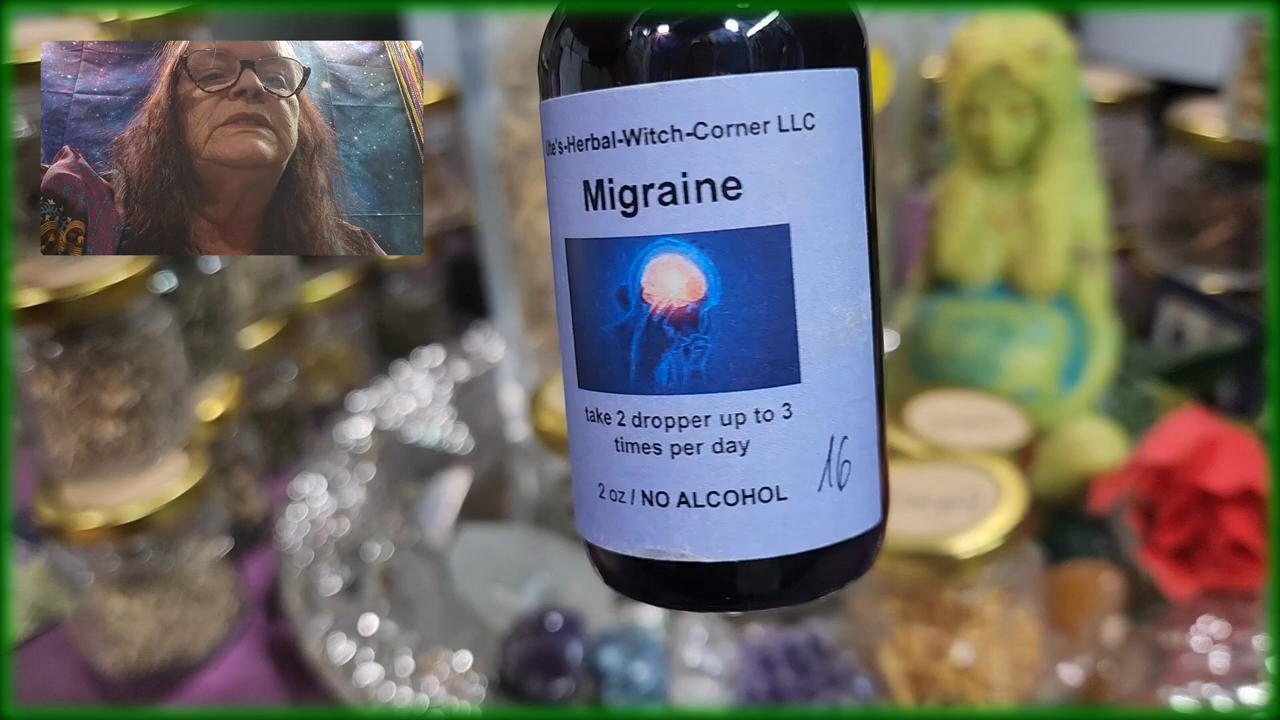 Ute's-Herbal-Witch-Corner LLC
Migraine
take 2 dropper up to 3
times per day
16
2 oz / NO ALCOHOL